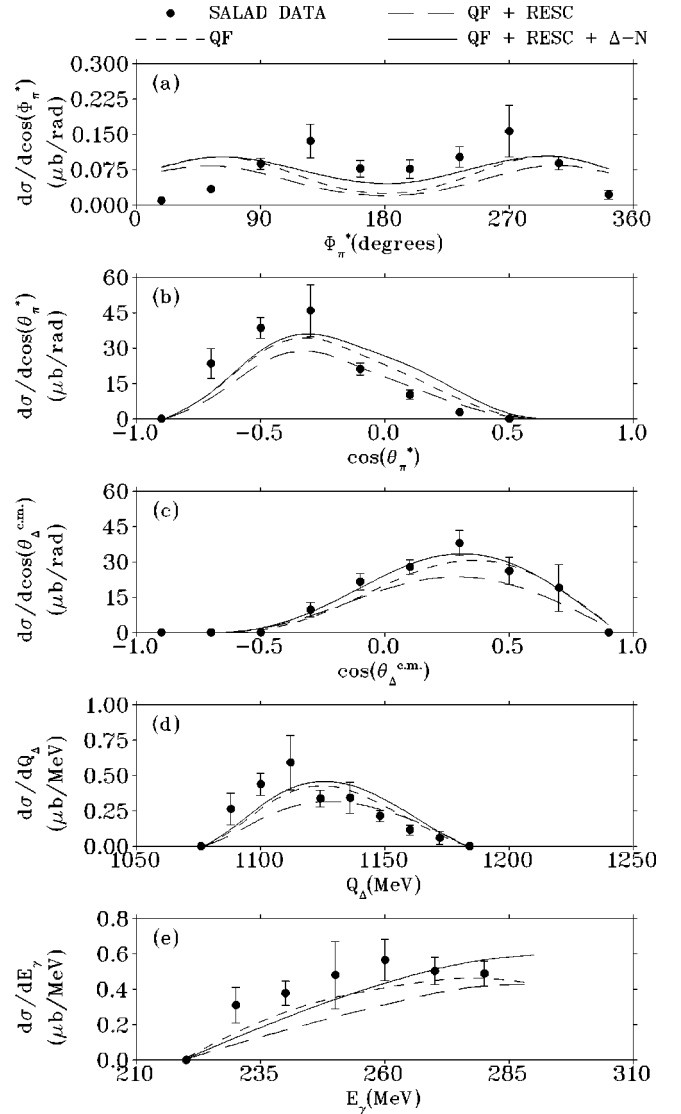 SALAD DATA
QF + RESC
QF
QF + RESC + Δ-N
(a)
dσ/dcos(Φπ*)
(μb/rad)
0.300
0.225
0.150
0.075
0.000
0 90 180 270 360
Φπ*(degrees)
(b)
dσ/dcos(θπ*)
(μb/rad)
60
45
30
15
0
-1.0 -0.5 0.0 0.5 1.0
cos(θπ*)
(c)
dσ/dcos(θΔ c.m.)
(μb/rad)
60
45
30
15
0
-1.0 -0.5 0.0 0.5 1.0
cos(θΔ c.m.)
(d)
dσ/dQΔ
(μb/MeV)
1.00
0.75
0.50
0.25
0.00
1050 1100 1150 1200 1250
QΔ(MeV)
(e)
dσ/dEγ
(μb/MeV)
0.8
0.6
0.4
0.2
0.0
210 235 260 285 310
Eγ(MeV)